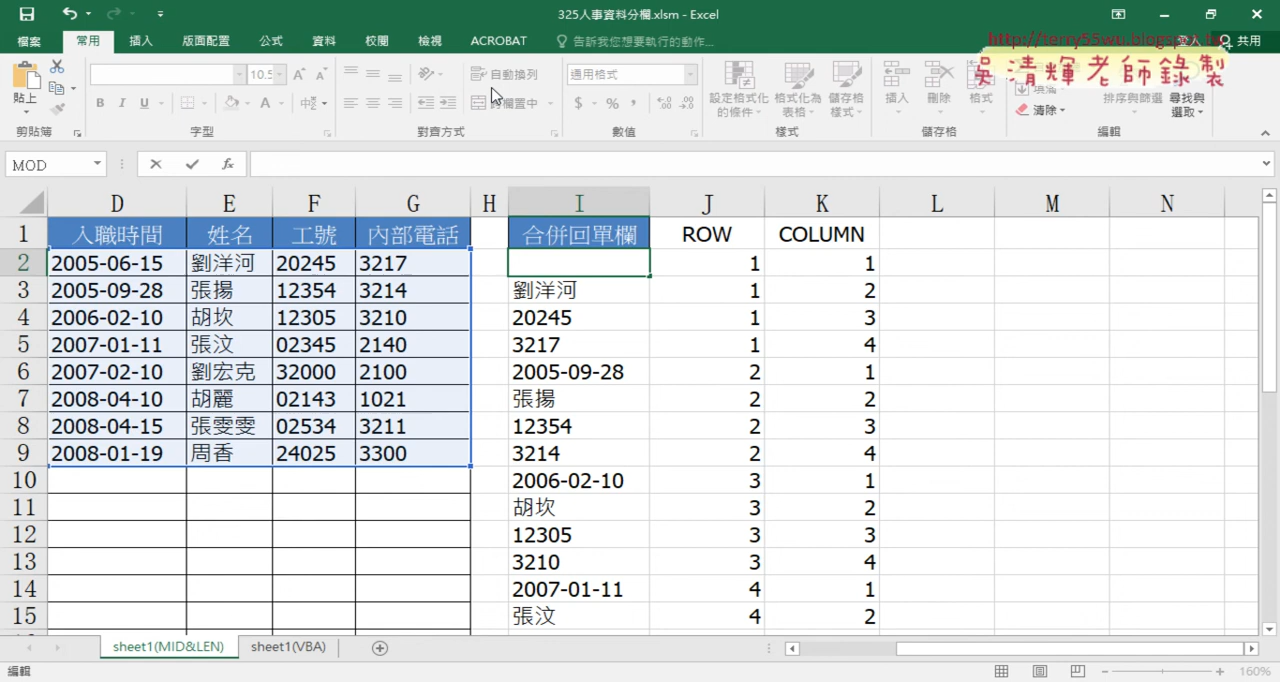 325人事資料分欄.xlsm - Excel
檔案 常用 插入 版面配置 公式 資料 校閱 檢視 ACROBAT 告訴我您想要執行的動作... 登入 共用
http://terry55wu.blogspot.tw
吳清輝老師錄製
貼上 10.5 A A 自動換列 通用格式 設定格式化的條件 格式化為表格 儲存格樣式 插入 刪除 格式 填滿 清除 排序與篩選 尋找與選取
B I U A 中 欄置中 $ % ,
剪貼簿 字型 對齊方式 數值 樣式 儲存格 編輯
MOD fx
D E F G H I J K L M N
1 入職時間 姓名 工號 內部電話 合併回單欄 ROW COLUMN
2 2005-06-15 劉洋河 20245 3217 1 1
3 2005-09-28 張揚 12354 3214 劉洋河 1 2
4 2006-02-10 胡坎 12305 3210 20245 1 3
5 2007-01-11 張汶 02345 2140 3217 1 4
6 2007-02-10 劉宏克 32000 2100 2005-09-28 2 1
7 2008-04-10 胡麗 02143 1021 張揚 2 2
8 2008-04-15 張雯雯 02534 3211 12354 2 3
9 2008-01-19 周香 24025 3300 3214 2 4
10 2006-02-10 3 1
11 胡坎 3 2
12 12305 3 3
13 3210 3 4
14 2007-01-11 4 1
15 張汶 4 2
sheet1(MID&LEN) sheet1(VBA)
編輯 160%